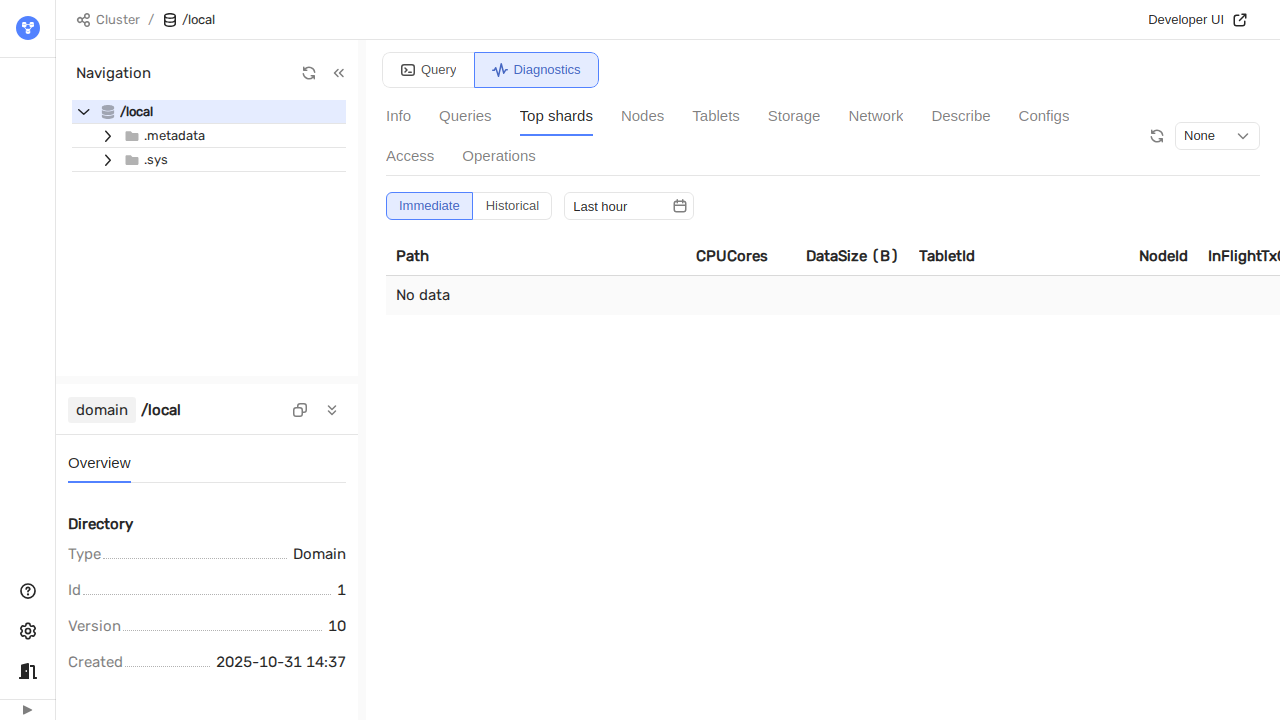 Cluster / /local
Developer UI
Navigation
/local
.metadata
.sys
domain /local
Overview
Directory
Type Domain
Id 1
Version 10
Created 2025-10-31 14:37
Query Diagnostics
Info Queries Top shards Nodes Tablets Storage Network Describe Configs
Access Operations
None
Immediate Historical Last hour
Path CPUCores DataSize (B) TabletId NodeId
No data